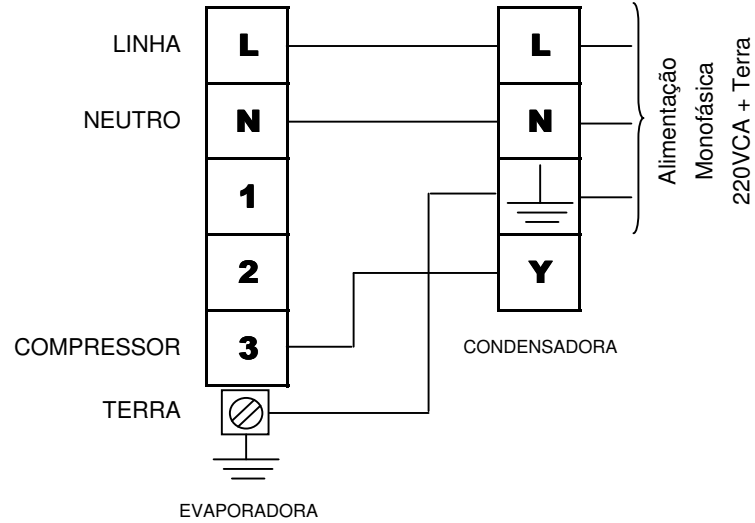 LINHA
L
L
NEUTRO
N
N
1
2
Y
COMPRESSOR
3
CONDENSADORA
TERRA
EVAPORADORA
Alimentação
Monofásica
220VCA + Terra